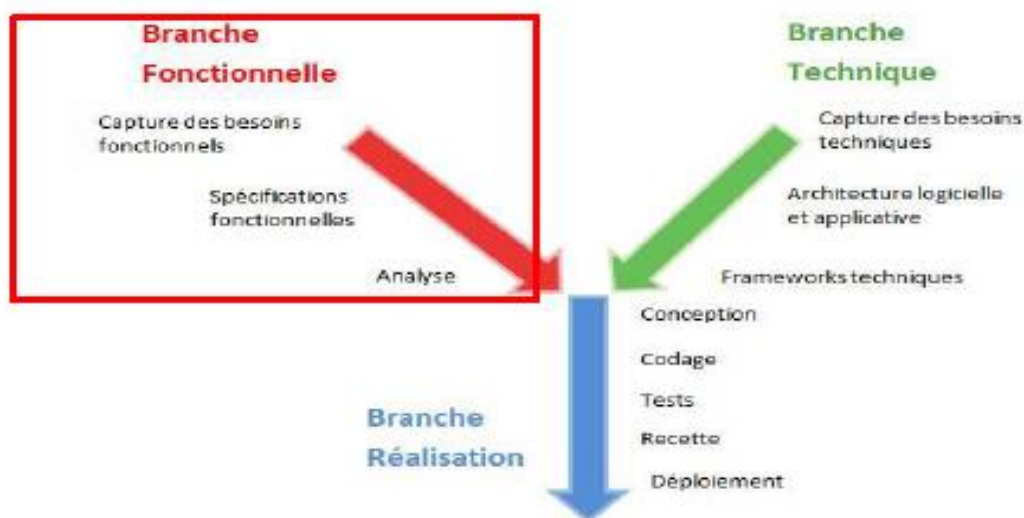 Branche
Fonctionnelle
Capture des besoins
fonctionnels
Spécifications
fonctionnelles
Analyse
Branche
Technique
Capture des besoins
techniques
Architecture logicielle
et applicative
Frameworks techniques
Branche
Réalisation
Conception
Codage
Tests
Recette
Déploiement